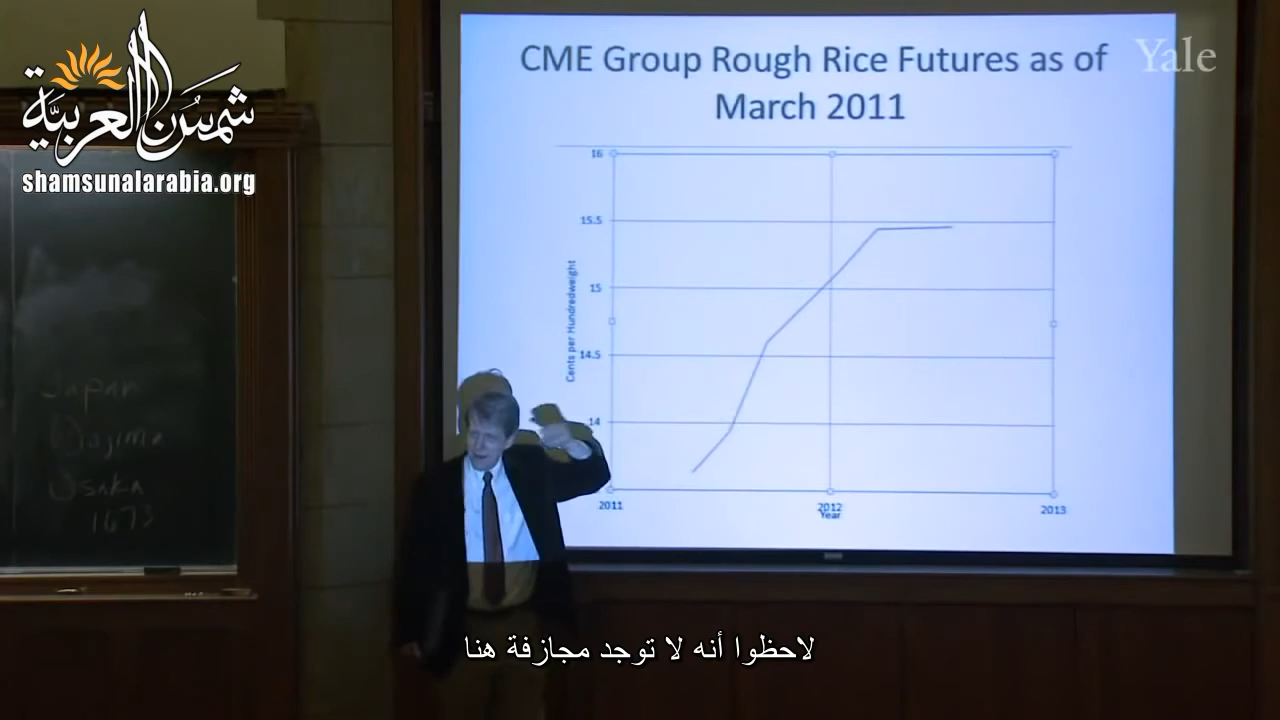 شمس العربية
shamsunalarabia.org
CME Group Rough Rice Futures as of
March 2011
Yale
16
15.5
15
14.5
14
Cents per Hundredweight
2011
2012
2013
Year
Japan
Dojima
Osaka
1673
لاحظوا أنه لا توجد مجازفة هنا